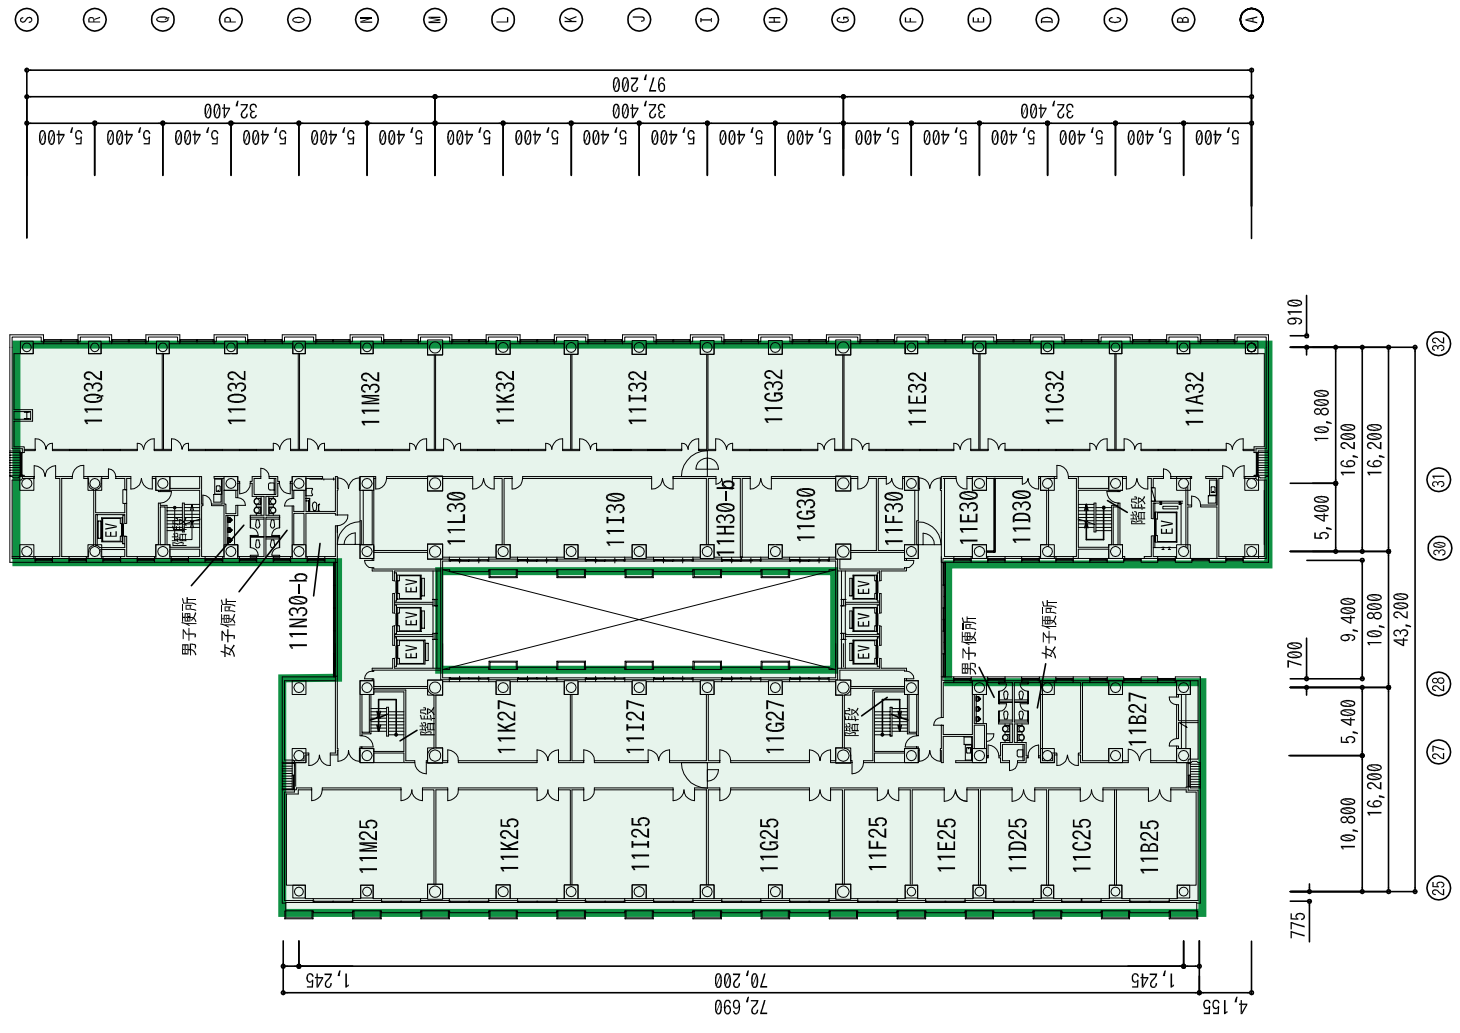 S R Q P O N M L K J I H G F E D C B A
97,200
32,400 32,400 32,400
5,400 5,400 5,400 5,400 5,400 5,400 5,400 5,400 5,400 5,400 5,400 5,400 5,400 5,400 5,400 5,400 5,400 5,400
910
32
11Q32 11O32 11M32 11K32 11I32 11G32 11E32 11C32 11A32
10,800 16,200 16,200
31
11L30 11I30 11H30-b 11G30 11F30 11E30 11D30
EV 階段 階段 EV
5,400
30
男子便所 女子便所 11N30-b
EV EV
EV EV
EV EV
男子便所 女子便所
9,400 10,800 43,200
700
28
階段 11K27 11I27 11G27 階段 11B27
5,400
27
11M25 11K25 11I25 11G25 11F25 11E25 11D25 11C25 11B25
10,800 16,200
25
775
1,245 70,200 1,245
72,690 4,155